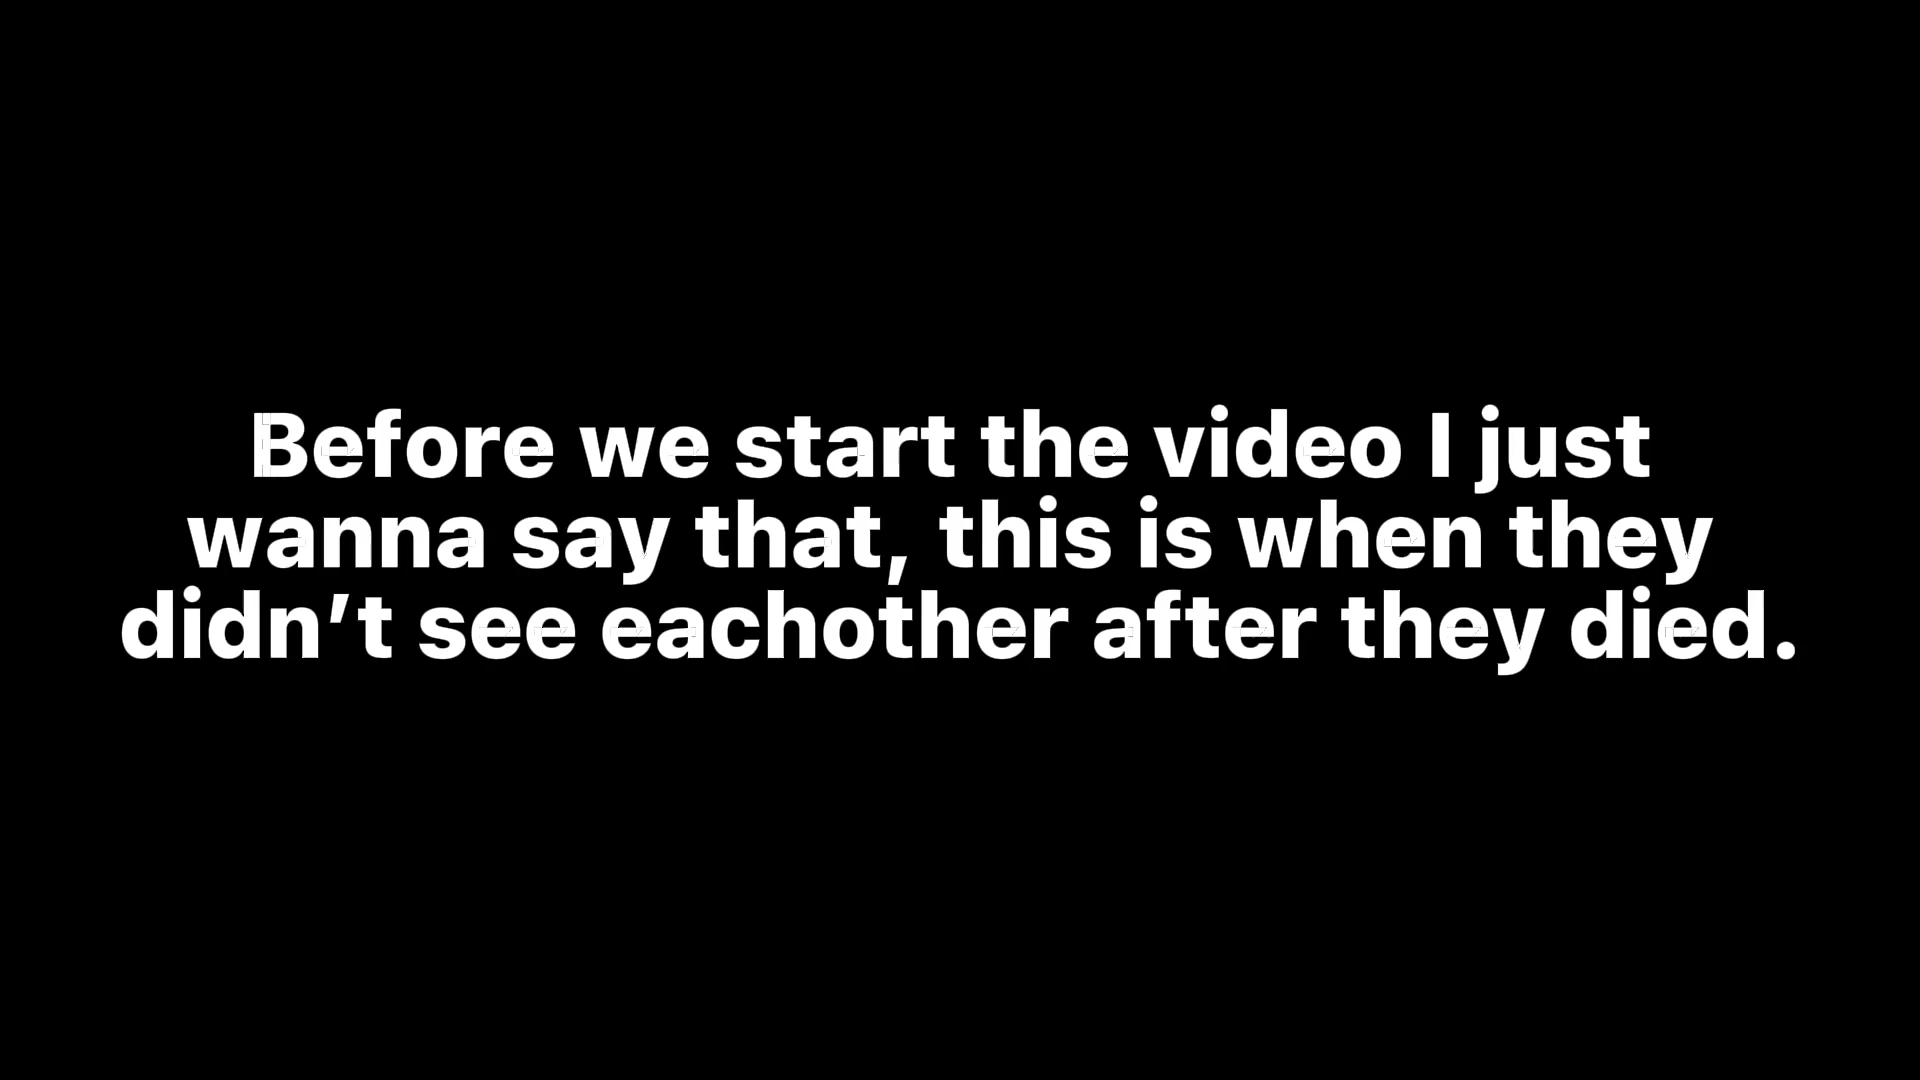 Before we start the video I just
wanna say that, this is when they
didn’t see eachother after they died.